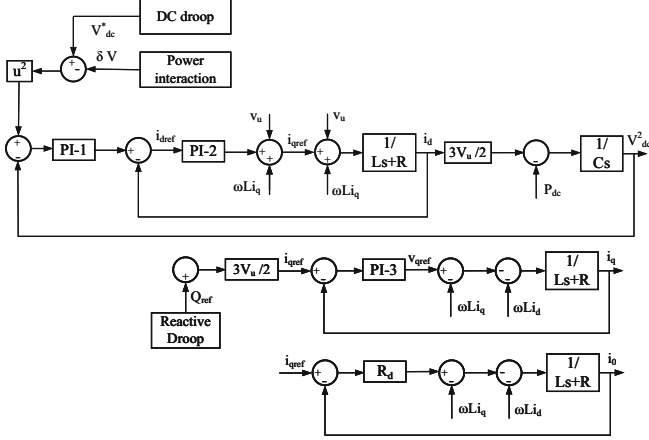 DC droop
V*dc
δ V
Power
interaction
u²
+
-
vu
vu
+
-
PI-1
idref
+
-
PI-2
+
+
+
iqref
+
+
+
1/
Ls+R
id
3Vu /2
-
1/
Cs
V²dc
ωLiq
ωLiq
Pdc
+
3Vu /2
iqref
+
-
PI-3
vqref
+
-
-
-
1/
Ls+R
iq
Qref
ωLiq
ωLid
Reactive
Droop
iqref
+
-
Rd
+
-
-
-
1/
Ls+R
i0
ωLiq
ωLid